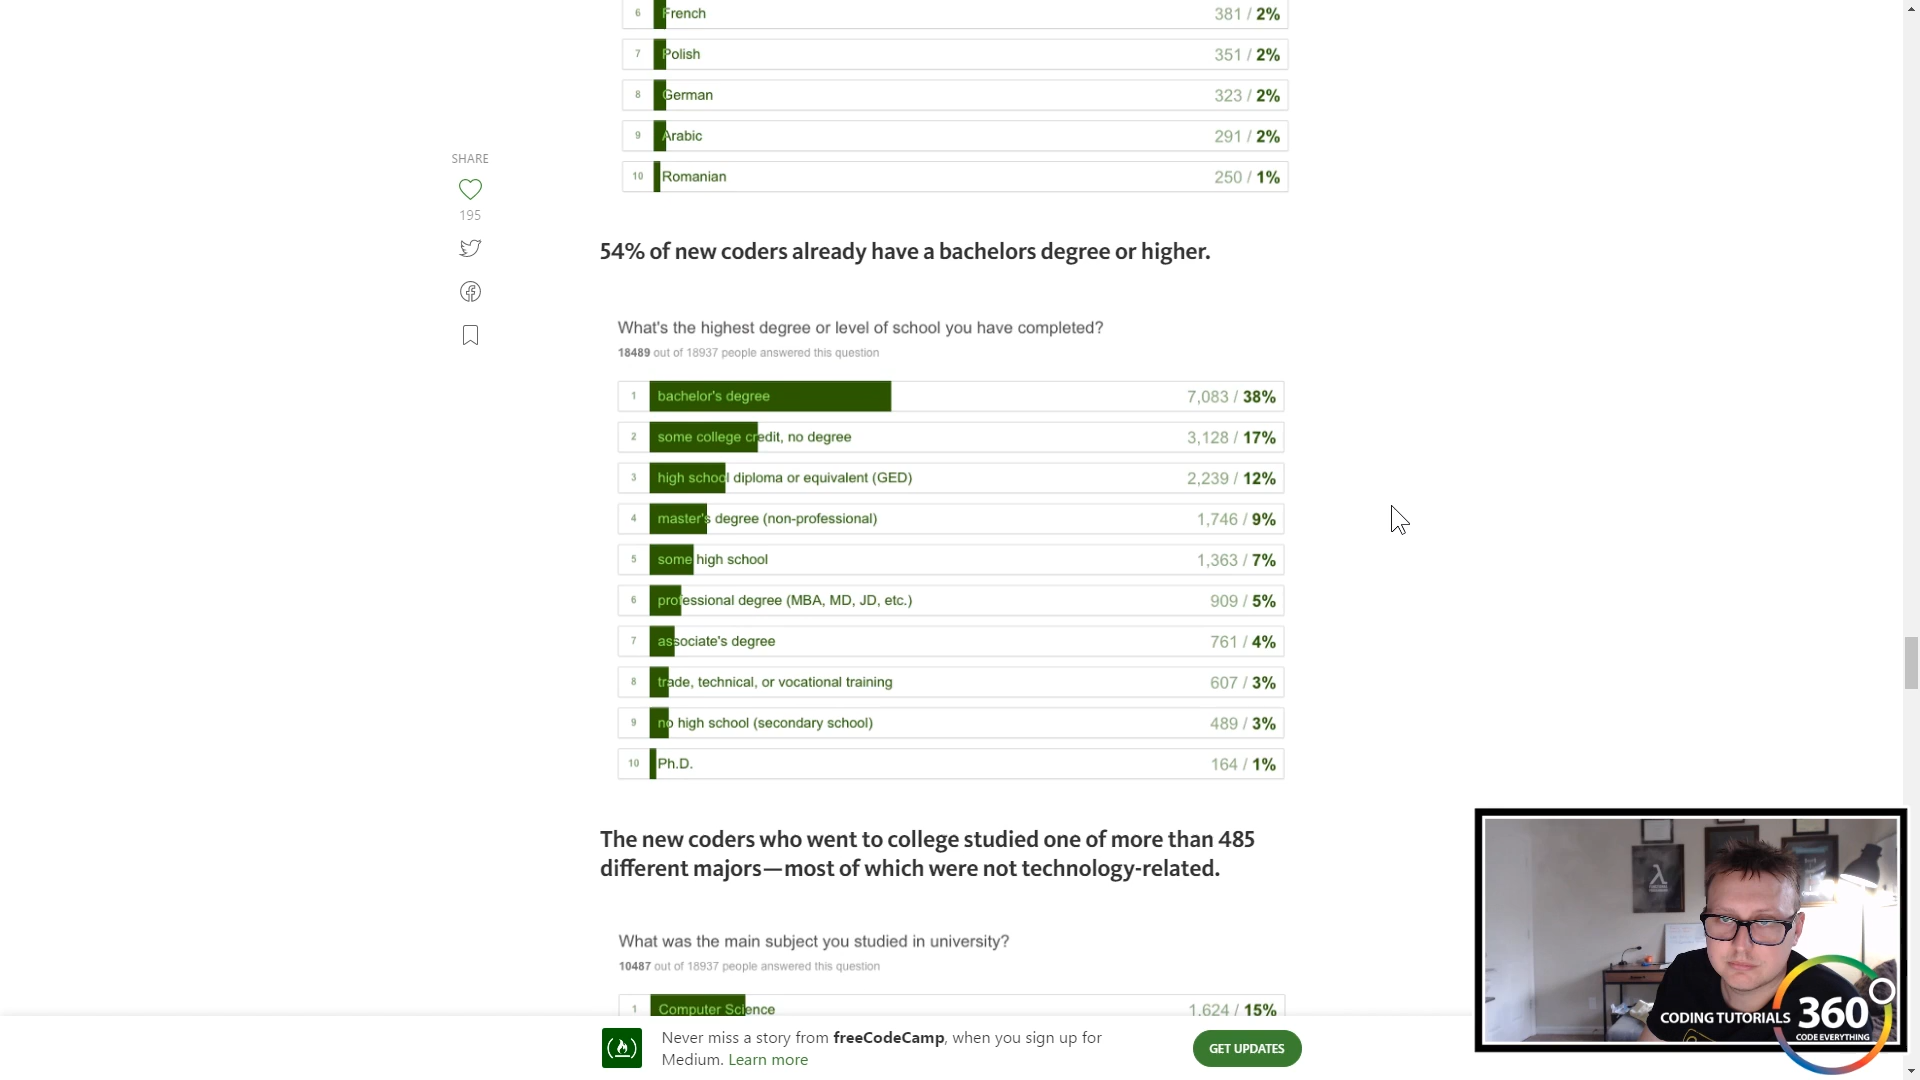 6 French 381 / 2%
7 Polish 351 / 2%
8 German 323 / 2%
9 Arabic 291 / 2%
10 Romanian 250 / 1%
SHARE
195
54% of new coders already have a bachelors degree or higher.
What's the highest degree or level of school you have completed?
18489 out of 18937 people answered this question
1 bachelor's degree 7,083 / 38%
2 some college credit, no degree 3,128 / 17%
3 high school diploma or equivalent (GED) 2,239 / 12%
4 master's degree (non-professional) 1,746 / 9%
5 some high school 1,363 / 7%
6 professional degree (MBA, MD, JD, etc.) 909 / 5%
7 associate's degree 761 / 4%
8 trade, technical, or vocational training 607 / 3%
9 no high school (secondary school) 489 / 3%
10 Ph.D. 164 / 1%
The new coders who went to college studied one of more than 485
different majors—most of which were not technology-related.
What was the main subject you studied in university?
10487 out of 18937 people answered this question
1 Computer Science 1,624 / 15%
Never miss a story from freeCodeCamp, when you sign up for
Medium. Learn more
GET UPDATES
CODING TUTORIALS 360
CODE EVERYTHING